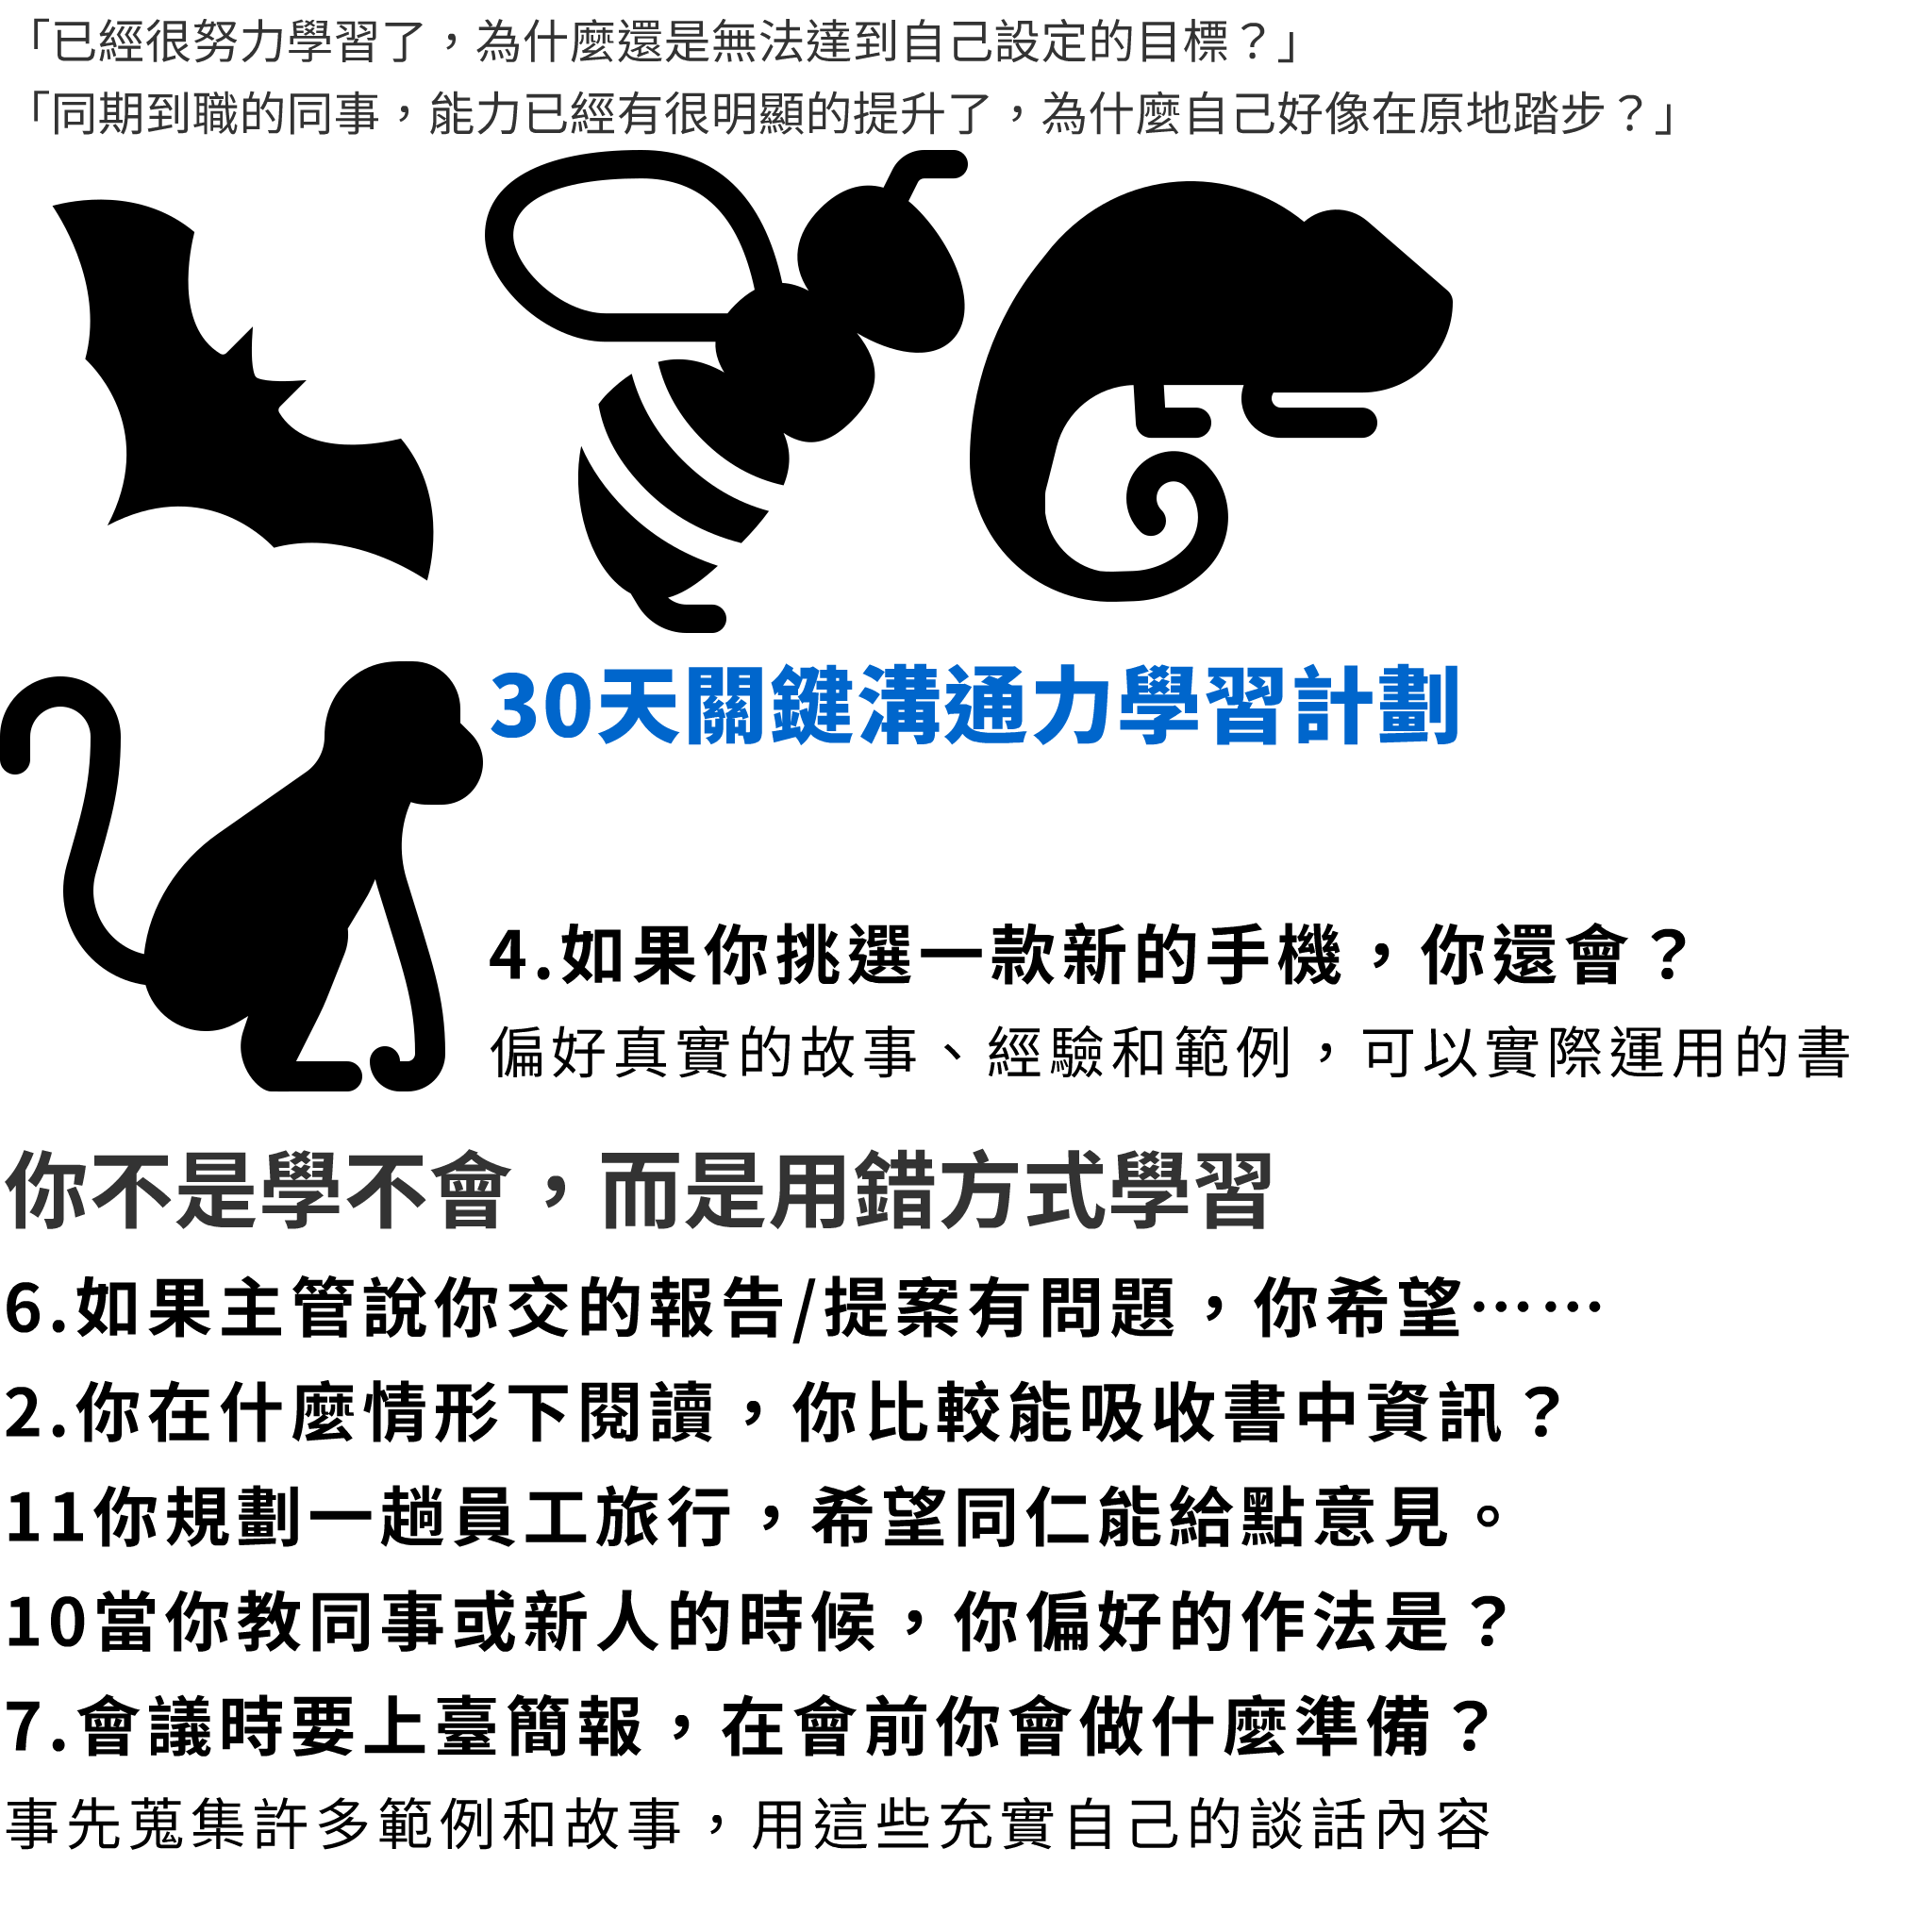 「已經很努力學習了，為什麼還是無法達到自己設定的目標？」
「同期到職的同事，能力已經有很明顯的提升了，為什麼自己好像在原地踏步？」
30天關鍵溝通力學習計劃
4.如果你挑選一款新的手機，你還會？
偏好真實的故事、經驗和範例，可以實際運用的書
你不是學不會，而是用錯方式學習
6.如果主管說你交的報告/提案有問題，你希望⋯⋯
2.你在什麼情形下閱讀，你比較能吸收書中資訊？
11你規劃一趟員工旅行，希望同仁能給點意見。
10當你教同事或新人的時候，你偏好的作法是？
7.會議時要上臺簡報，在會前你會做什麼準備？
事先蒐集許多範例和故事，用這些充實自己的談話內容